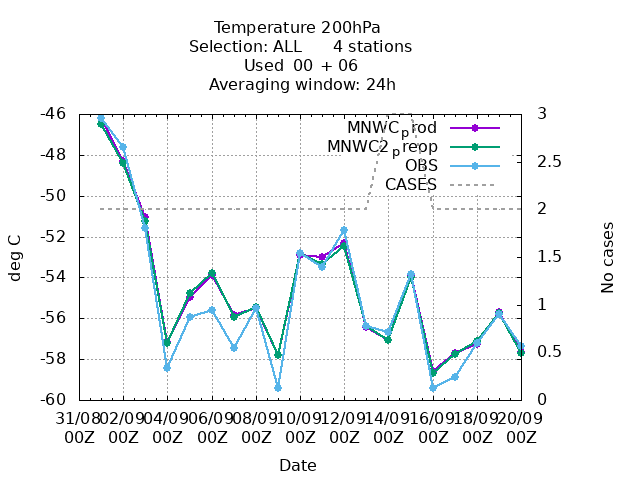 Temperature 200hPa
Selection: ALL      4 stations
Used  00 + 06
Averaging window: 24h
-46
-48
-50
-52
-54
-56
-58
-60
deg C
3
2.5
2
1.5
1
0.5
0
No cases
MNWCprod
MNWC2preop
OBS
CASES
31/08 02/09 04/09 06/09 08/09 10/09 12/09 14/09 16/09 18/09 20/09
00Z 00Z 00Z 00Z 00Z 00Z 00Z 00Z 00Z 00Z 00Z
Date